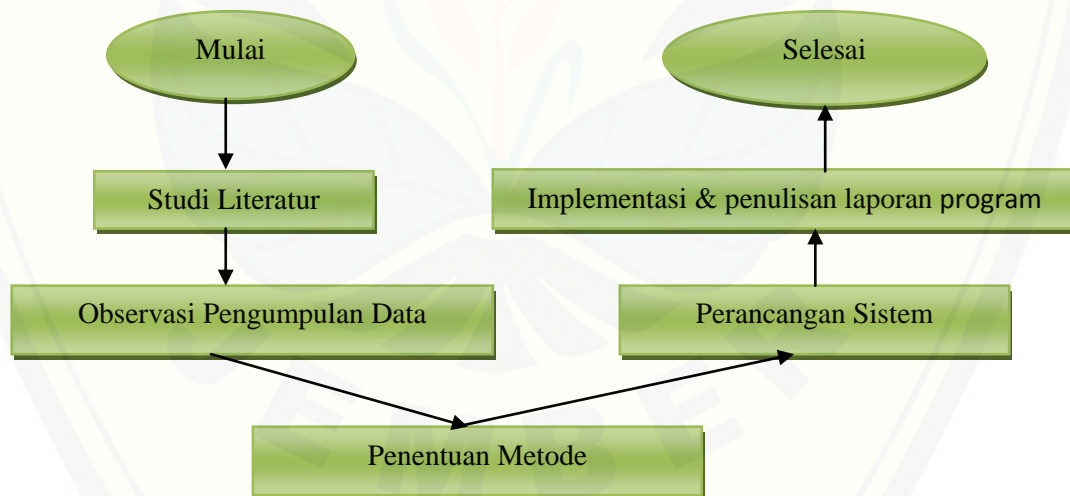 Mulai
Studi Literatur
Observasi Pengumpulan Data
Penentuan Metode
Perancangan Sistem
Implementasi & penulisan laporan program
Selesai